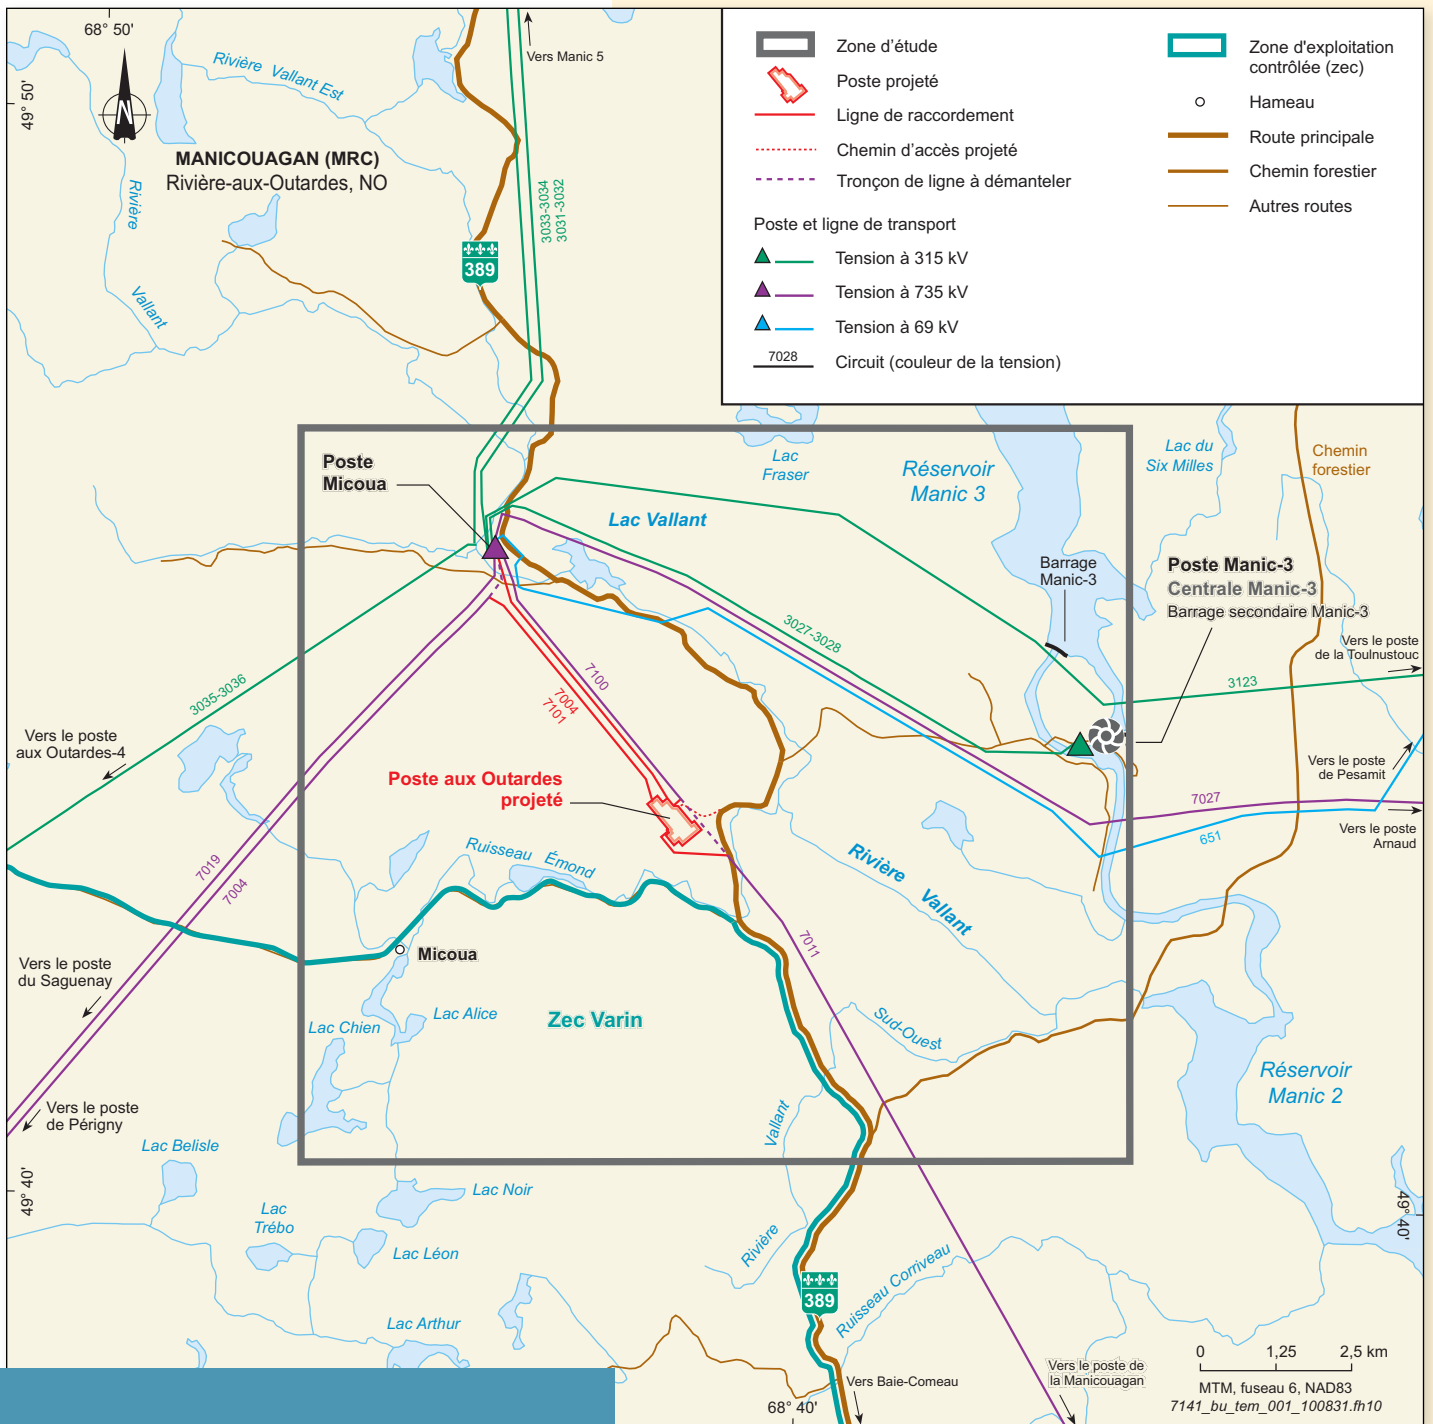 68° 50'
49° 50'
N
Vers Manic 5
Rivière Vallant Est
MANICOUAGAN (MRC)
Rivière-aux-Outardes, NO
Rivière
Vallant
3033-3034
3031-3032
389
Zone d'étude
Poste projeté
Ligne de raccordement
Chemin d'accès projeté
Tronçon de ligne à démanteler
Poste et ligne de transport
Tension à 315 kV
Tension à 735 kV
Tension à 69 kV
7028
Circuit (couleur de la tension)
Zone d'exploitation
contrôlée (zec)
Hameau
Route principale
Chemin forestier
Autres routes
Poste
Micoua
Lac
Fraser
Réservoir
Manic 3
Lac du
Six Milles
Chemin
forestier
Lac Vallant
Barrage
Manic-3
Poste Manic-3
Centrale Manic-3
Barrage secondaire Manic-3
3027-3028
Vers le poste
de la Toulnustouc
3123
3035-3036
7100
7004
7101
Vers le poste
aux Outardes-4
Poste aux Outardes
projeté
Vers le poste
de Pesamit
7027
651
Vers le poste
Arnaud
Ruisseau Émond
7019
7004
Rivière Vallant
Micoua
7011
Vers le poste
du Saguenay
Lac Chien
Lac Alice
Zec Varin
Sud-Ouest
Réservoir
Manic 2
Vers le poste
de Périgny
Vallant
Lac Belisle
49° 40'
49° 40'
Lac Noir
Lac
Trébo
Lac Léon
Rivière
389
Ruisseau Corriveau
Lac Arthur
Vers Baie-Comeau
Vers le poste de
la Manicouagan
68° 40'
0 1,25 2,5 km
MTM, fuseau 6, NAD83
7141_bu_tem_001_100831.fh10